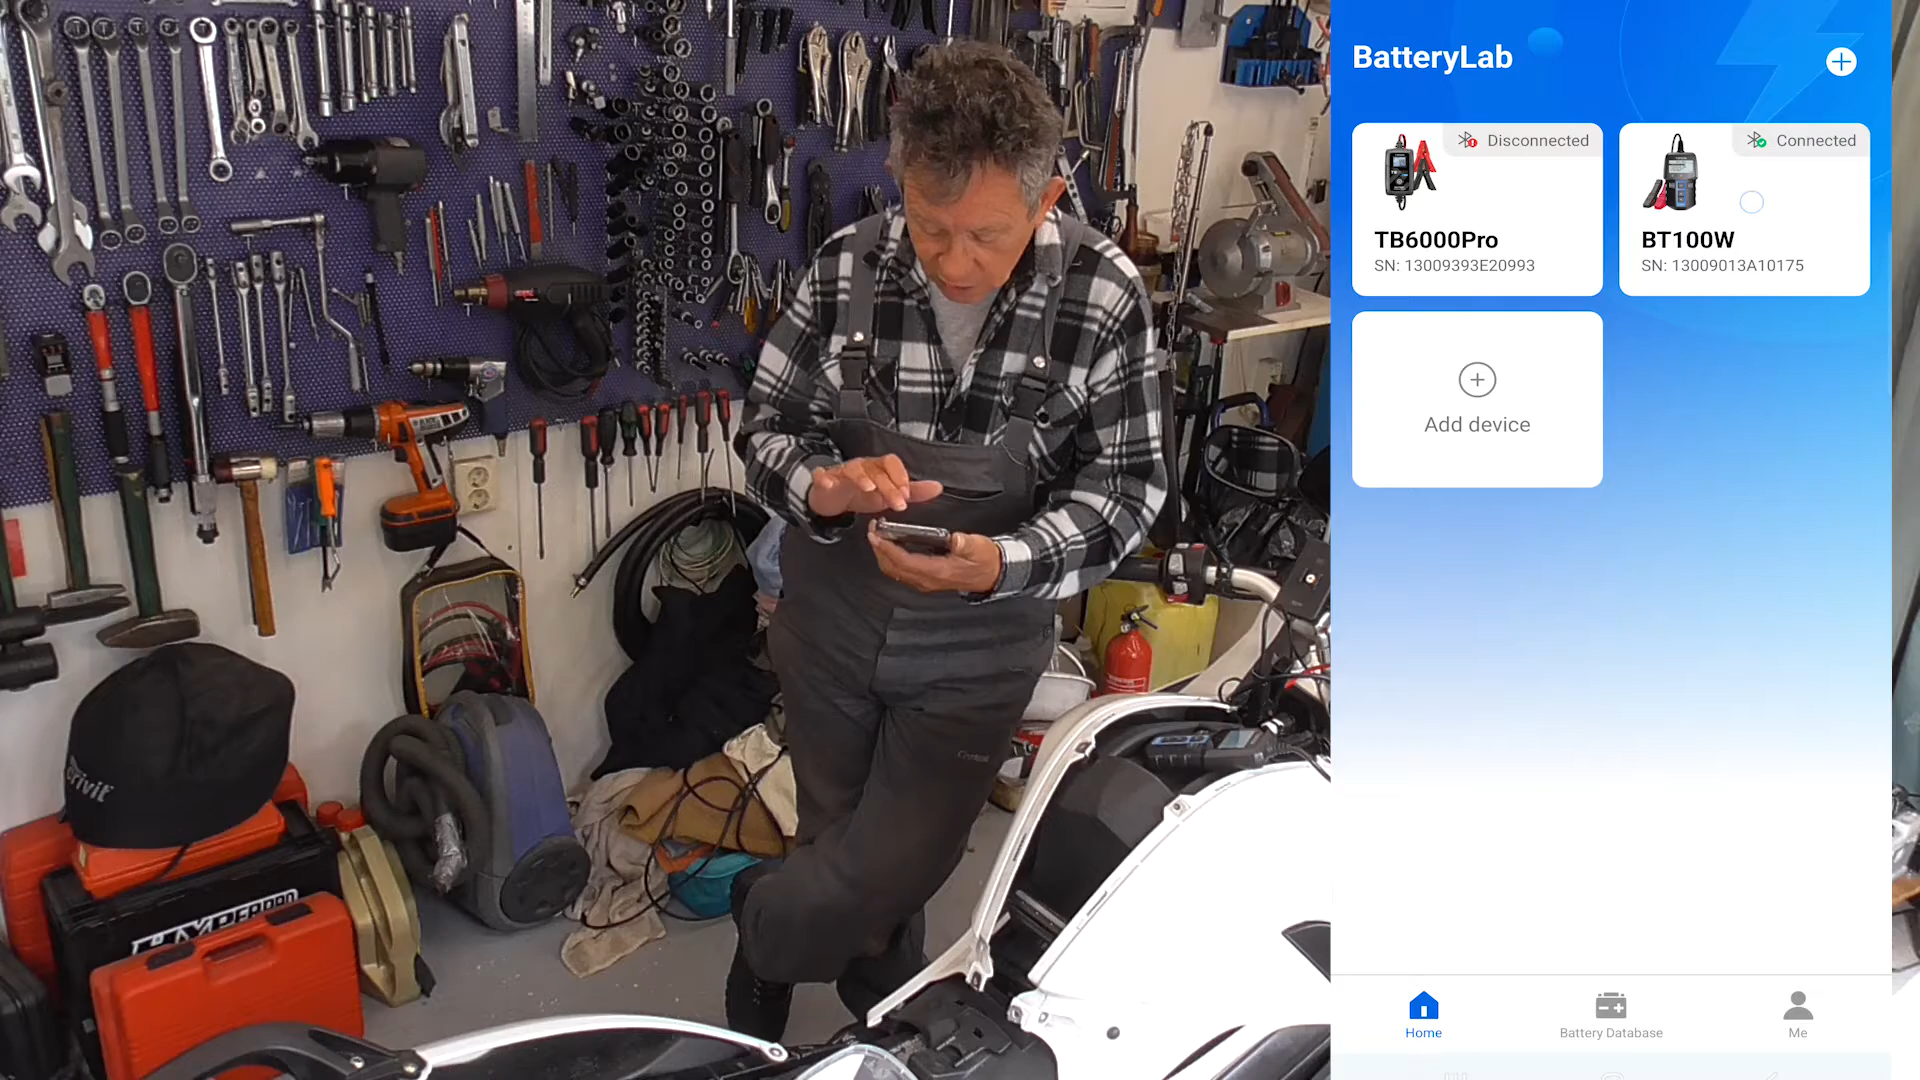 BatteryLab
Disconnected
TB6000Pro
SN: 13009393E20993
Connected
BT100W
SN: 13009013A10175
Add device
Home
Battery Database
Me